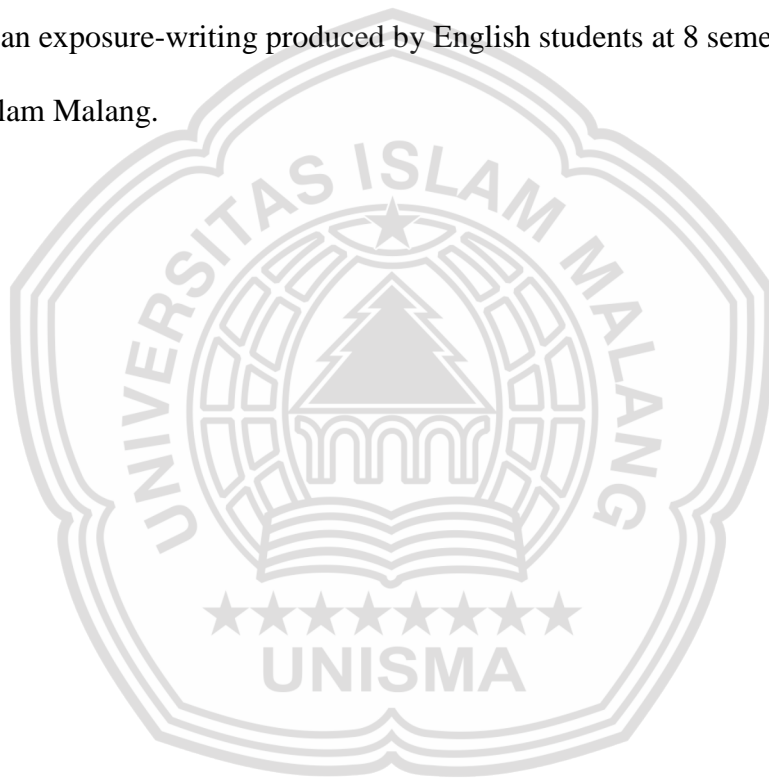 an exposure-writing produced by English students at 8 seme
lam Malang.
UNIVERSITAS ISLAM MALANG
UNISMA